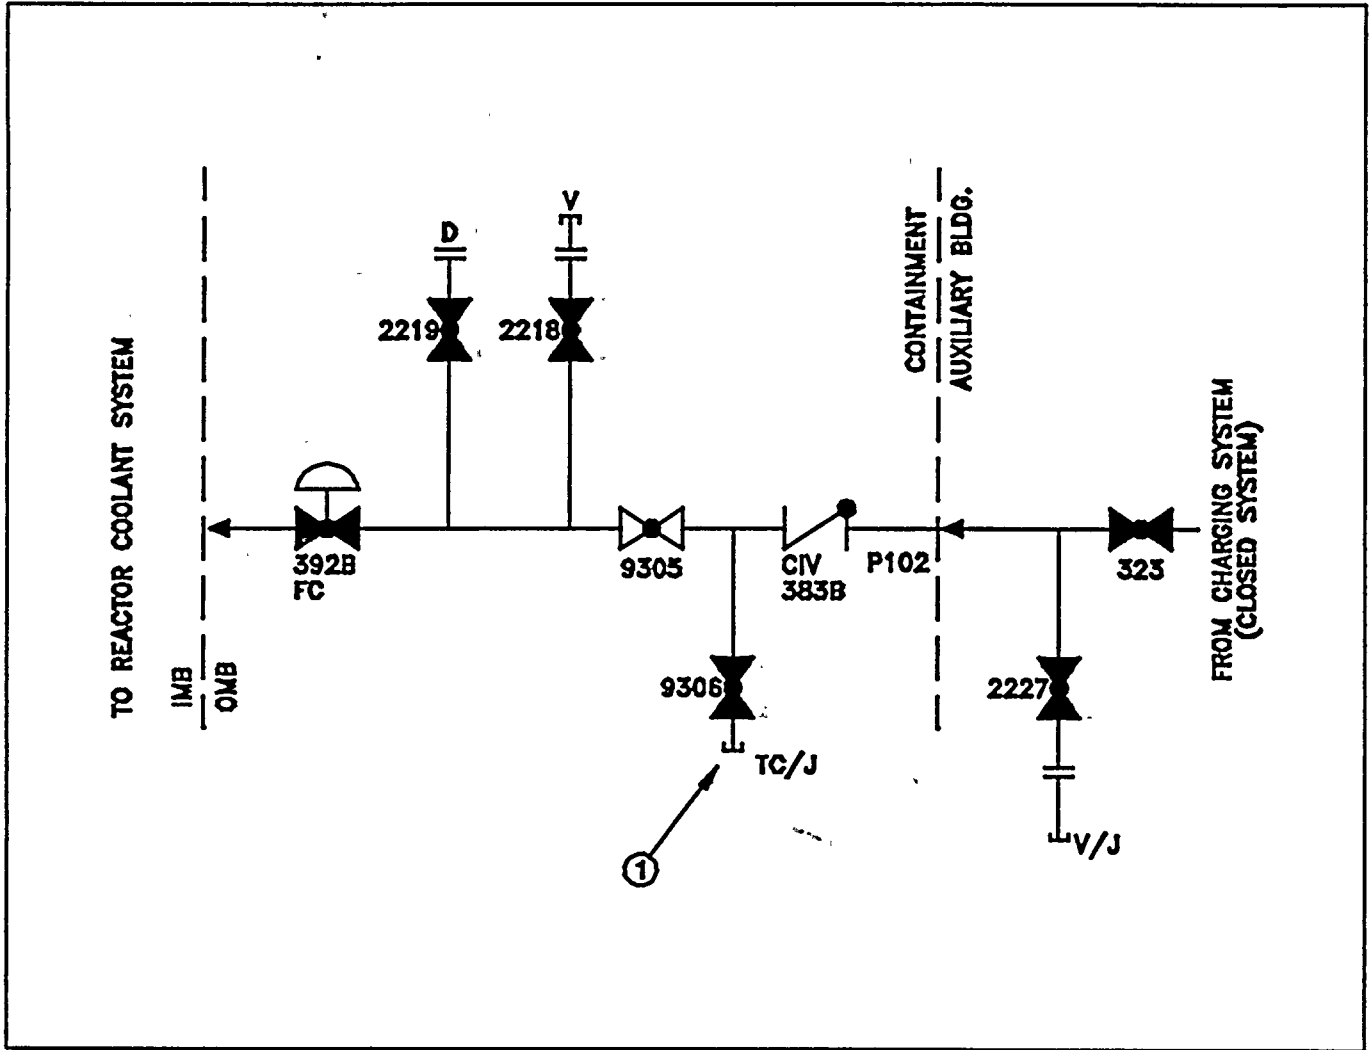 TO REACTOR COOLANT SYSTEM
IMB
OMB
392B
FC
2219
D
2218
V
9305
9306
TC/J
1
CIV
383B
P102
CONTAINMENT
AUXILIARY BLDG.
2227
V/J
323
FROM CHARGING SYSTEM
(CLOSED SYSTEM)